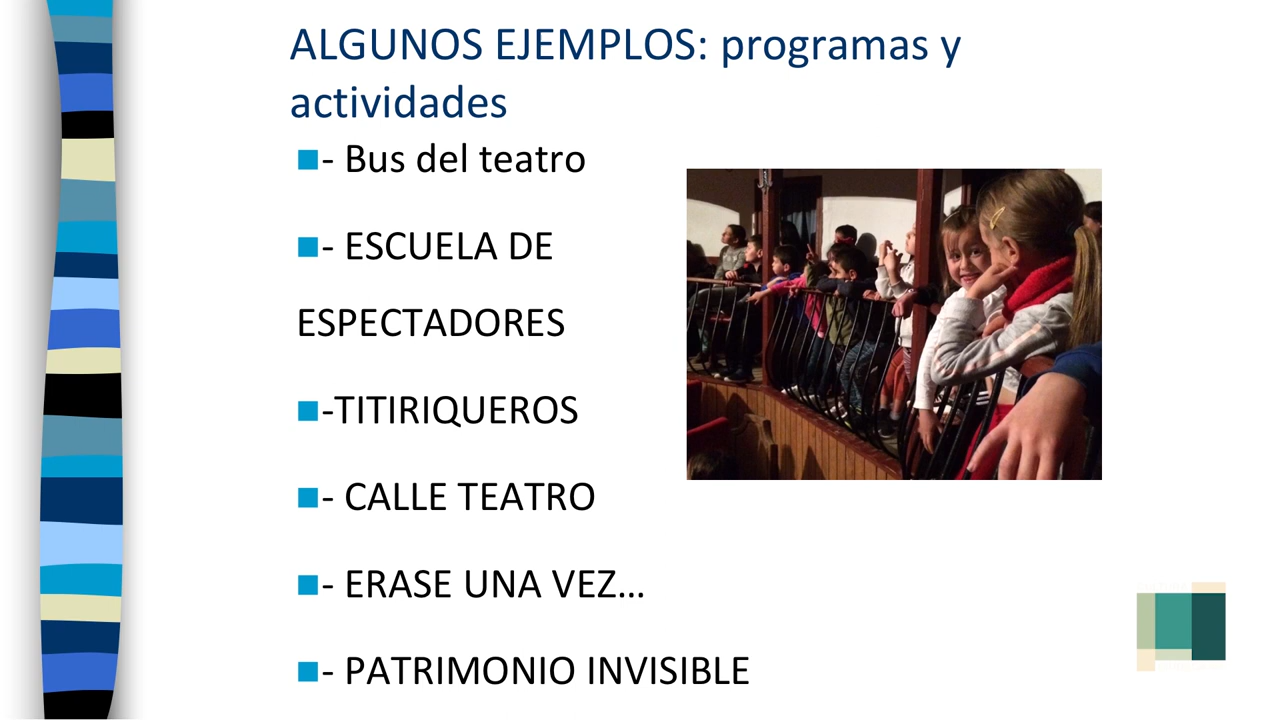 ALGUNOS EJEMPLOS: programas y
actividades
- Bus del teatro
- ESCUELA DE
ESPECTADORES
-TITIRIQUEROS
- CALLE TEATRO
- ERASE UNA VEZ…
- PATRIMONIO INVISIBLE